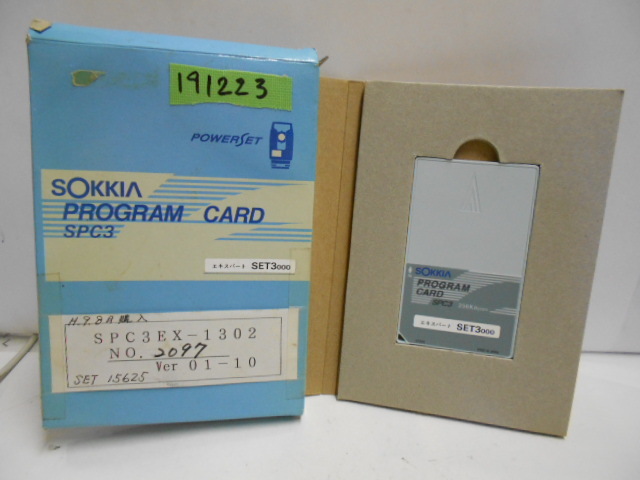 191223
POWERSET
SOKKIA
PROGRAM CARD
SPC3
エキスパート SET3000
H.9.8月購入
SPC3EX-1302
NO. 2097
Ver 01-10
SET 15625
SOKKIA
PROGRAM
CARD
SPC3
エキスパート SET3000